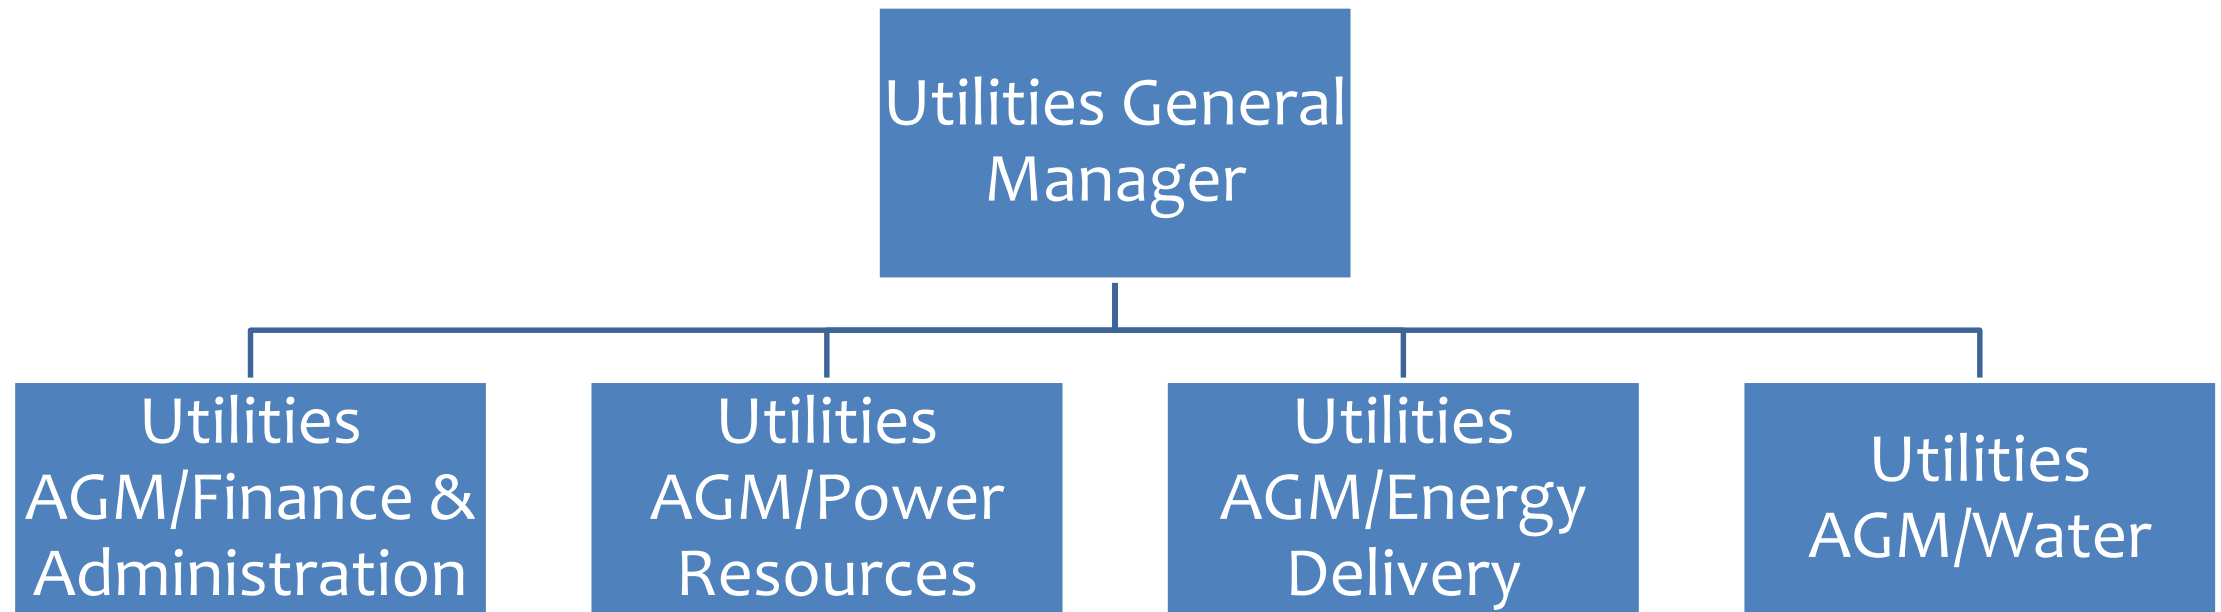 Utilities General
Manager
Utilities
AGM/Finance &
Administration
Utilities
AGM/Power
Resources
Utilities
AGM/Energy
Delivery
Utilities
AGM/Water